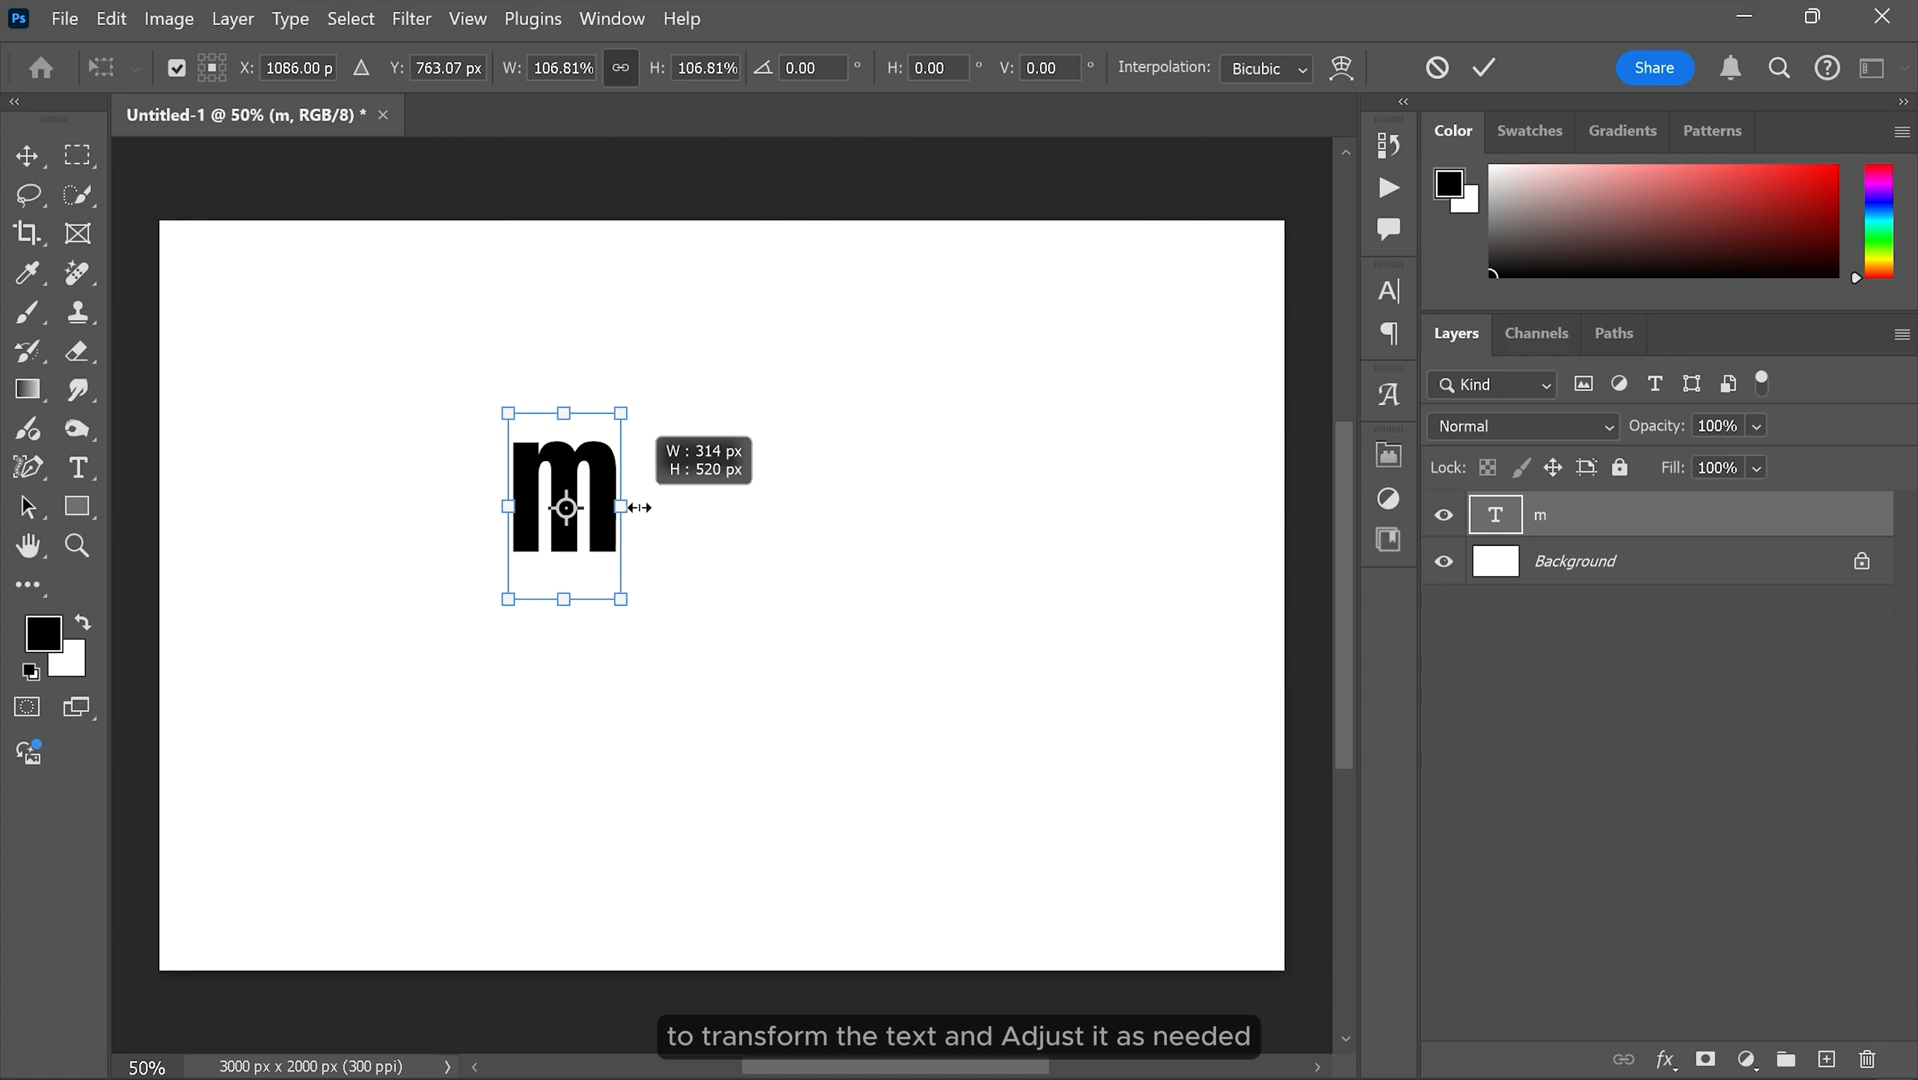 Ps File Edit Image Layer Type Select Filter View Plugins Window Help
X: 1086.00 p Y: 763.07 px W: 106.81% H: 106.81% 0.00 ° H: 0.00 ° V: 0.00 ° Interpolation: Bicubic Share
Untitled-1 @ 50% (m, RGB/8) *
Color Swatches Gradients Patterns
Layers Channels Paths
Kind
Normal Opacity: 100%
Lock: Fill: 100%
m
Background
m
W : 314 px
H : 520 px
to transform the text and Adjust it as needed
50% 3000 px x 2000 px (300 ppi)